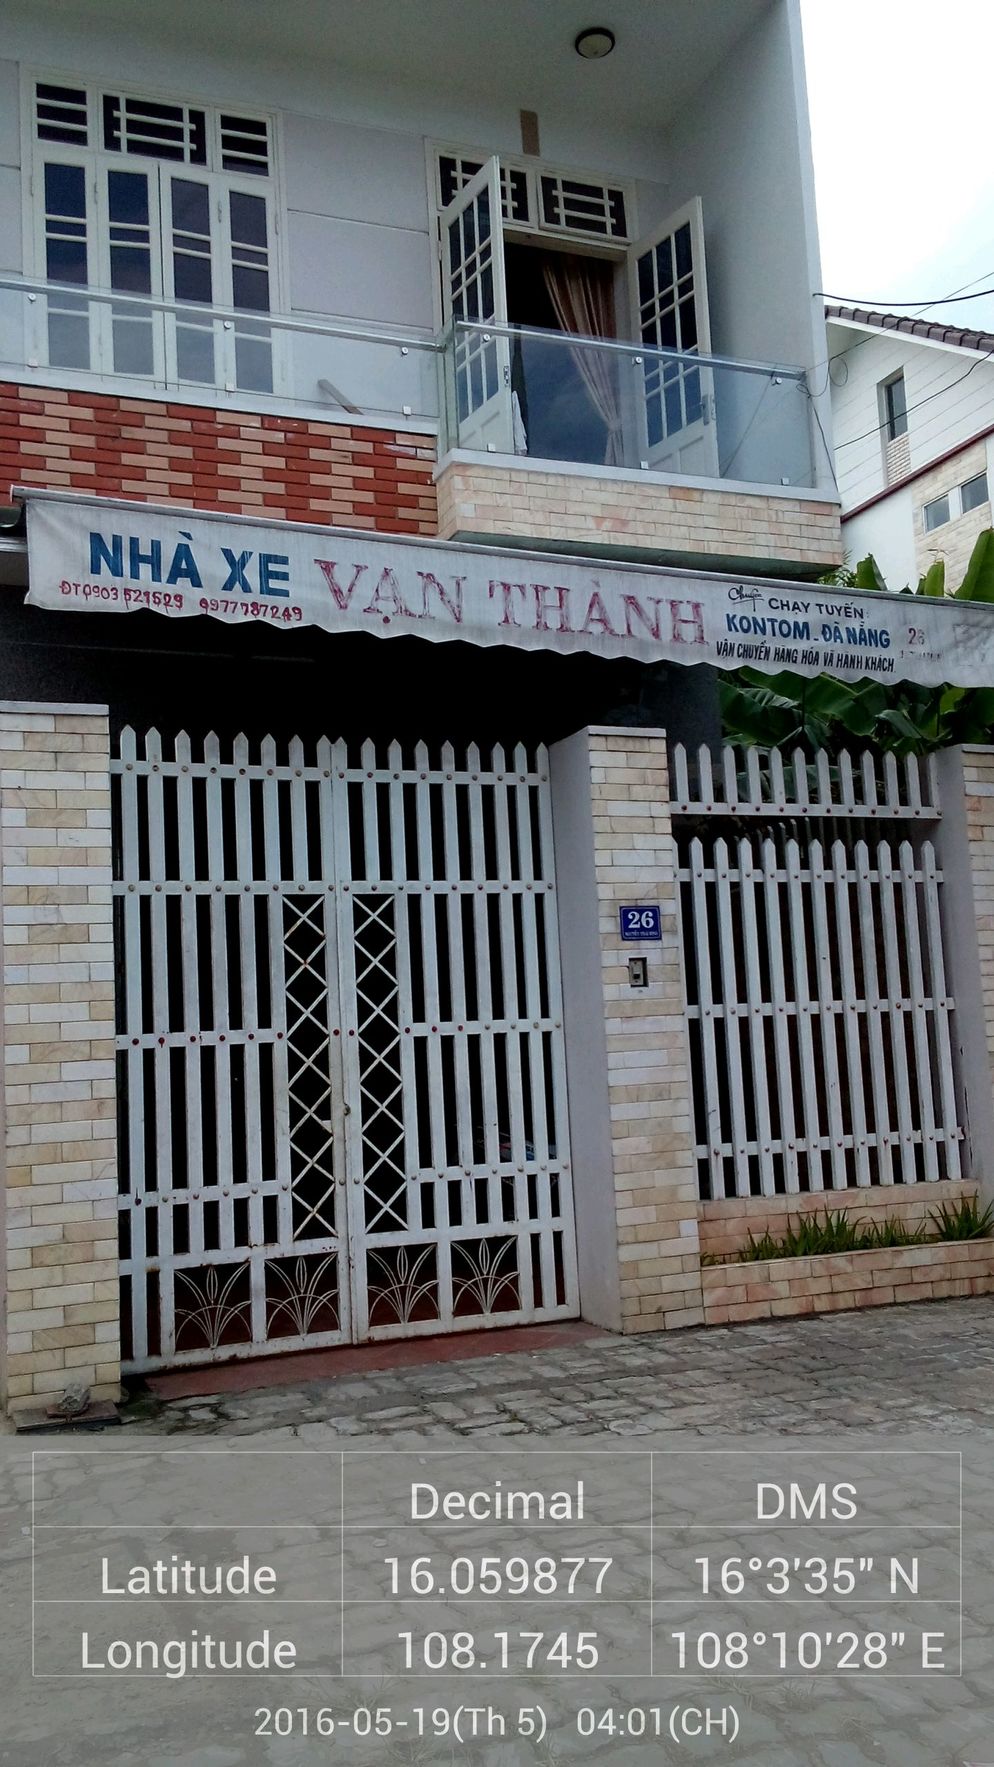 NHÀ XE VẠN THÀNH
ĐT 0903 521529 0977787249
Chuyên CHẠY TUYẾN:
KONTOM - ĐÀ NẴNG
VẬN CHUYỂN HÀNG HÓA VÀ HÀNH KHÁCH
26
26
Decimal DMS
Latitude 16.059877 16°3'35" N
Longitude 108.1745 108°10'28" E
2016-05-19(Th 5) 04:01(CH)